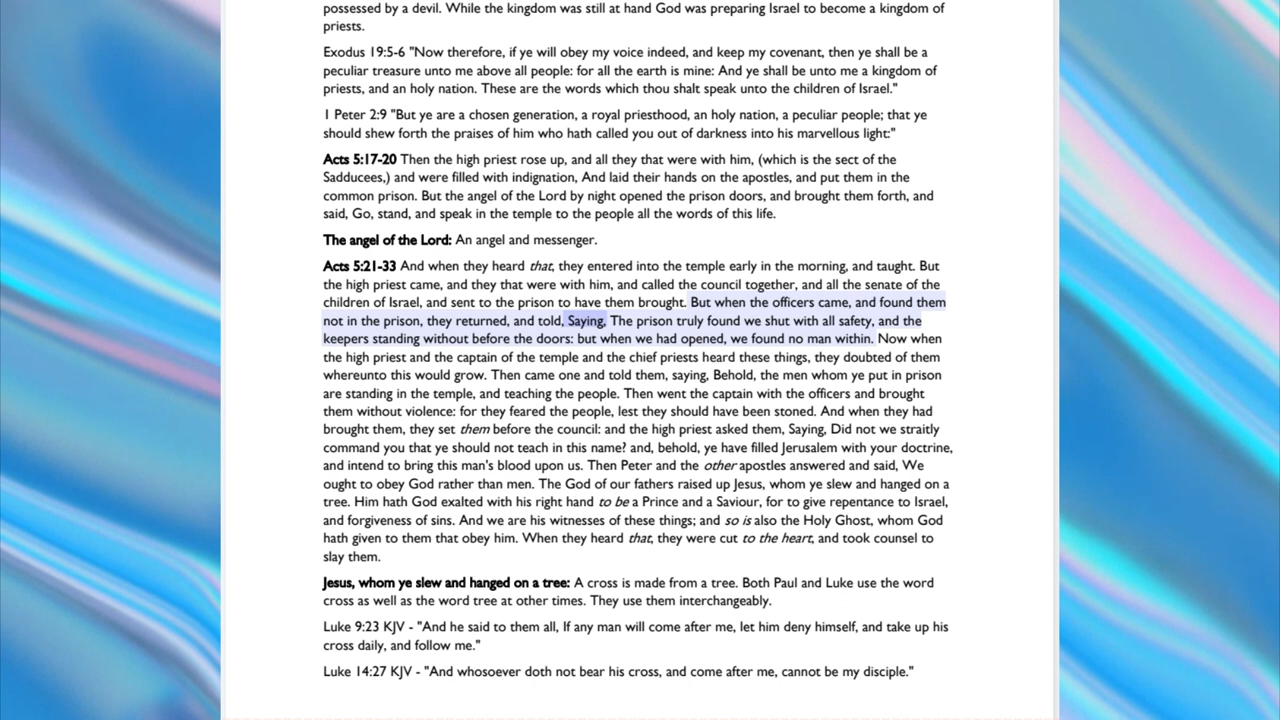 possessed by a devil. While the kingdom was still at hand God was preparing Israel to become a kingdom of
priests.
Exodus 19:5-6 "Now therefore, if ye will obey my voice indeed, and keep my covenant, then ye shall be a
peculiar treasure unto me above all people: for all the earth is mine: And ye shall be unto me a kingdom of
priests, and an holy nation. These are the words which thou shalt speak unto the children of Israel."
1 Peter 2:9 "But ye are a chosen generation, a royal priesthood, an holy nation, a peculiar people; that ye
should shew forth the praises of him who hath called you out of darkness into his marvellous light:"
Acts 5:17-20 Then the high priest rose up, and all they that were with him, (which is the sect of the
Sadducees,) and were filled with indignation, And laid their hands on the apostles, and put them in the
common prison. But the angel of the Lord by night opened the prison doors, and brought them forth, and
said, Go, stand, and speak in the temple to the people all the words of this life.
The angel of the Lord: An angel and messenger.
Acts 5:21-33 And when they heard that, they entered into the temple early in the morning, and taught. But
the high priest came, and they that were with him, and called the council together, and all the senate of the
children of Israel, and sent to the prison to have them brought. But when the officers came, and found them
not in the prison, they returned, and told, Saying, The prison truly found we shut with all safety, and the
keepers standing without before the doors: but when we had opened, we found no man within. Now when
the high priest and the captain of the temple and the chief priests heard these things, they doubted of them
whereunto this would grow. Then came one and told them, saying, Behold, the men whom ye put in prison
are standing in the temple, and teaching the people. Then went the captain with the officers and brought
them without violence: for they feared the people, lest they should have been stoned. And when they had
brought them, they set them before the council: and the high priest asked them, Saying, Did not we straitly
command you that ye should not teach in this name? and, behold, ye have filled Jerusalem with your doctrine,
and intend to bring this man's blood upon us. Then Peter and the other apostles answered and said, We
ought to obey God rather than men. The God of our fathers raised up Jesus, whom ye slew and hanged on a
tree. Him hath God exalted with his right hand to be a Prince and a Saviour, for to give repentance to Israel,
and forgiveness of sins. And we are his witnesses of these things; and so is also the Holy Ghost, whom God
hath given to them that obey him. When they heard that, they were cut to the heart, and took counsel to
slay them.
Jesus, whom ye slew and hanged on a tree: A cross is made from a tree. Both Paul and Luke use the word
cross as well as the word tree at other times. They use them interchangeably.
Luke 9:23 KJV - "And he said to them all, If any man will come after me, let him deny himself, and take up his
cross daily, and follow me."
Luke 14:27 KJV - "And whosoever doth not bear his cross, and come after me, cannot be my disciple."